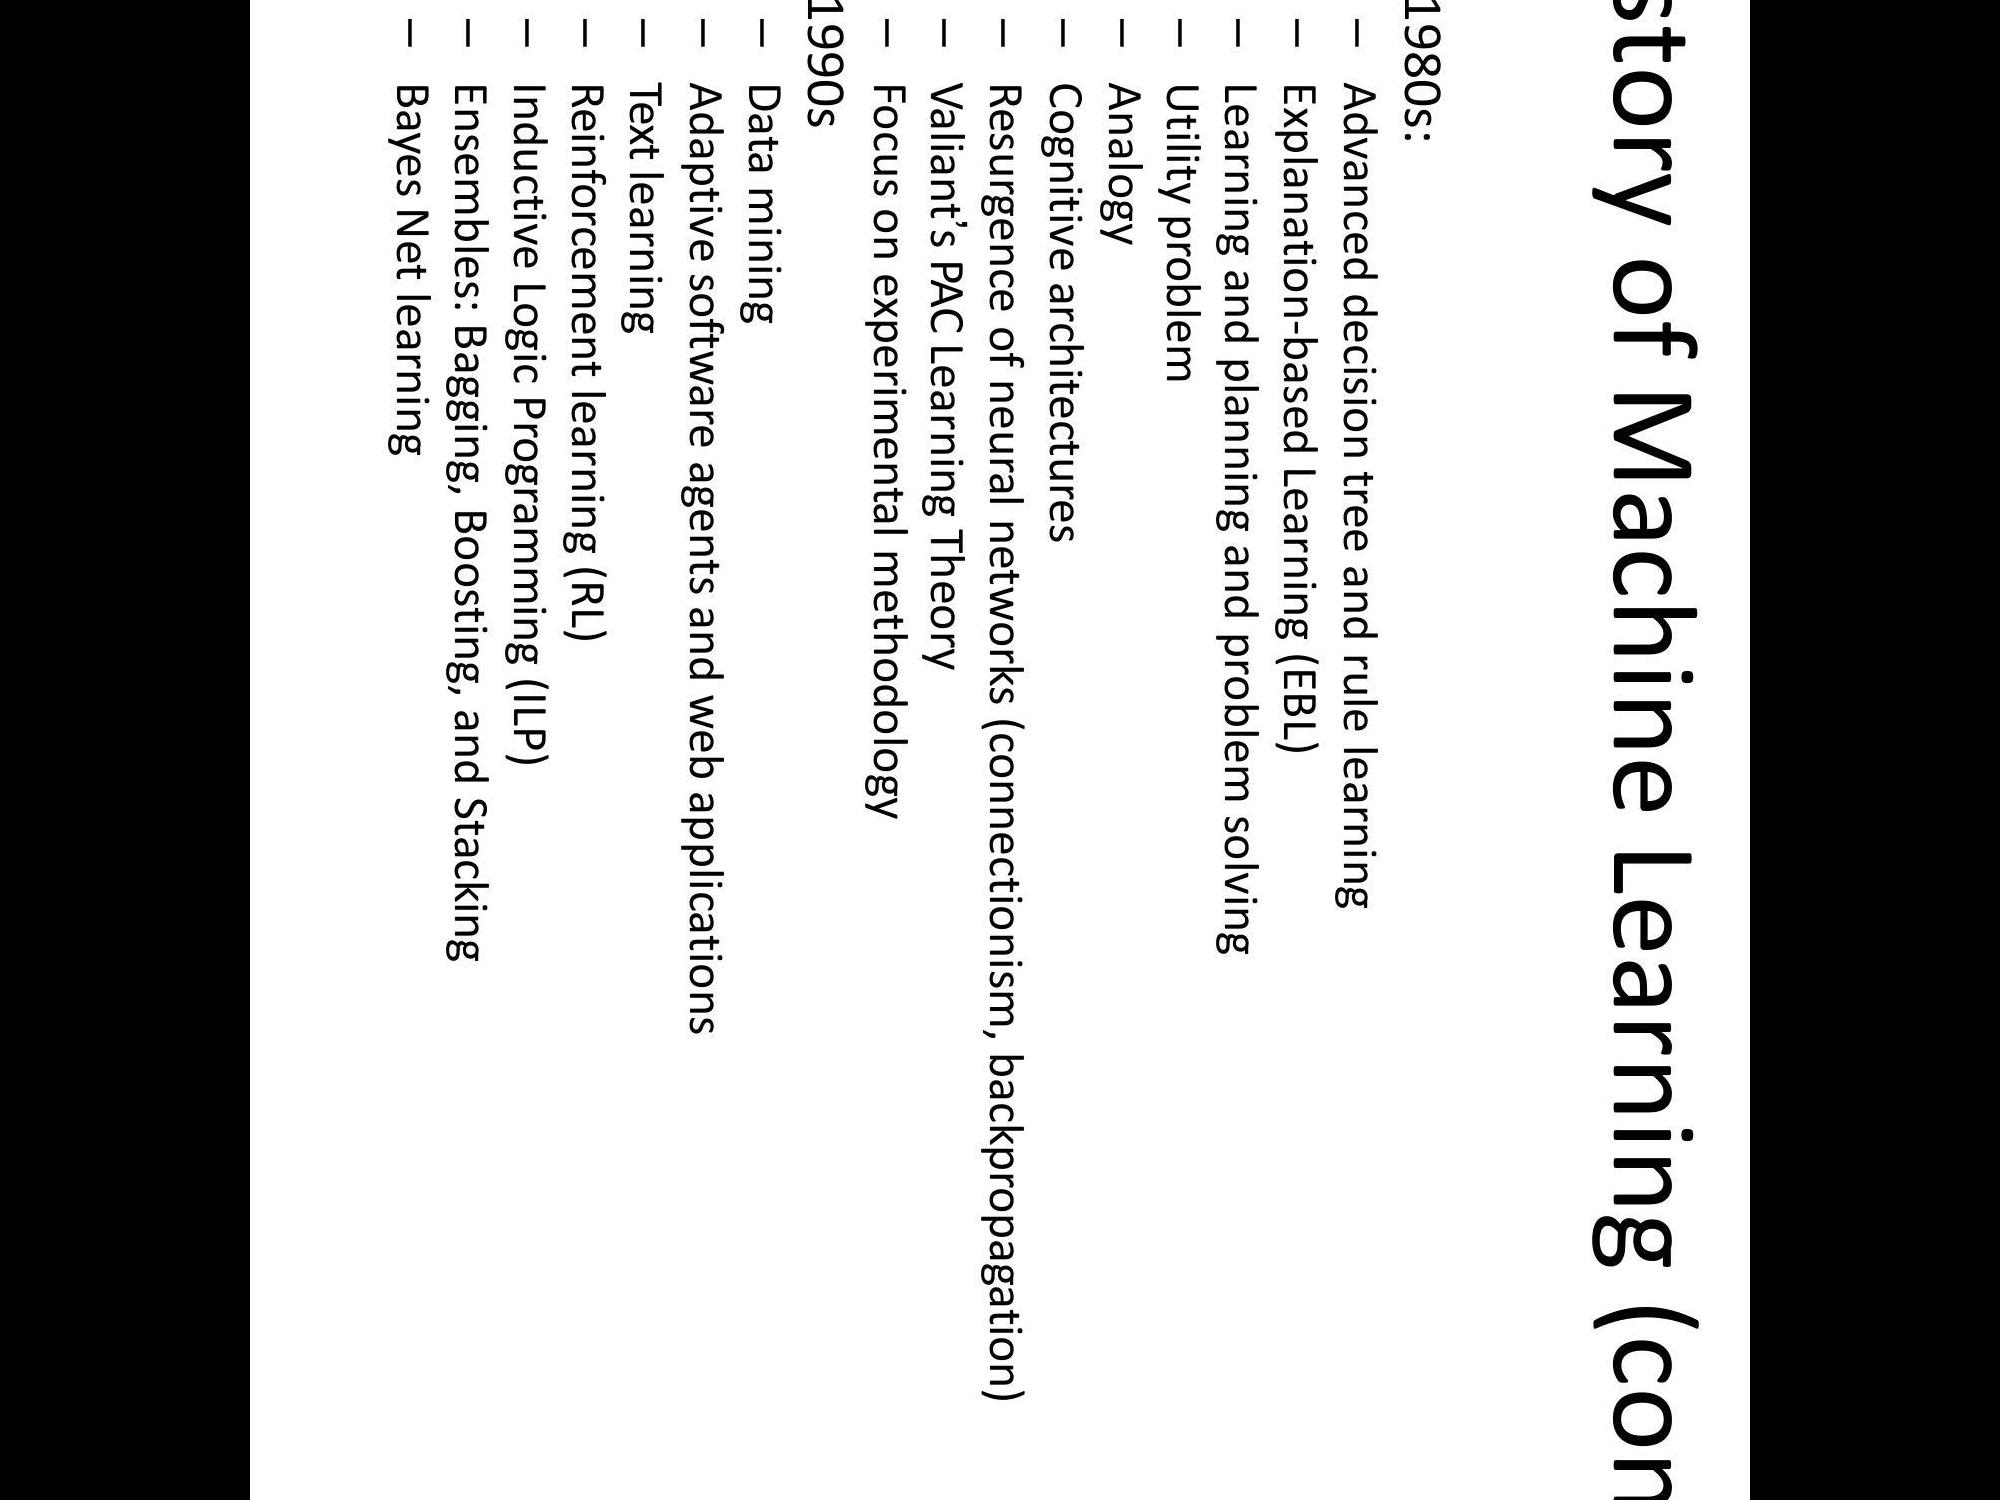 story of Machine Learning (con
1980s:
– Advanced decision tree and rule learning
– Explanation-based Learning (EBL)
– Learning and planning and problem solving
– Utility problem
– Analogy
– Cognitive architectures
– Resurgence of neural networks (connectionism, backpropagation)
– Valiant’s PAC Learning Theory
– Focus on experimental methodology
1990s
– Data mining
– Adaptive software agents and web applications
– Text learning
– Reinforcement learning (RL)
– Inductive Logic Programming (ILP)
– Ensembles: Bagging, Boosting, and Stacking
– Bayes Net learning